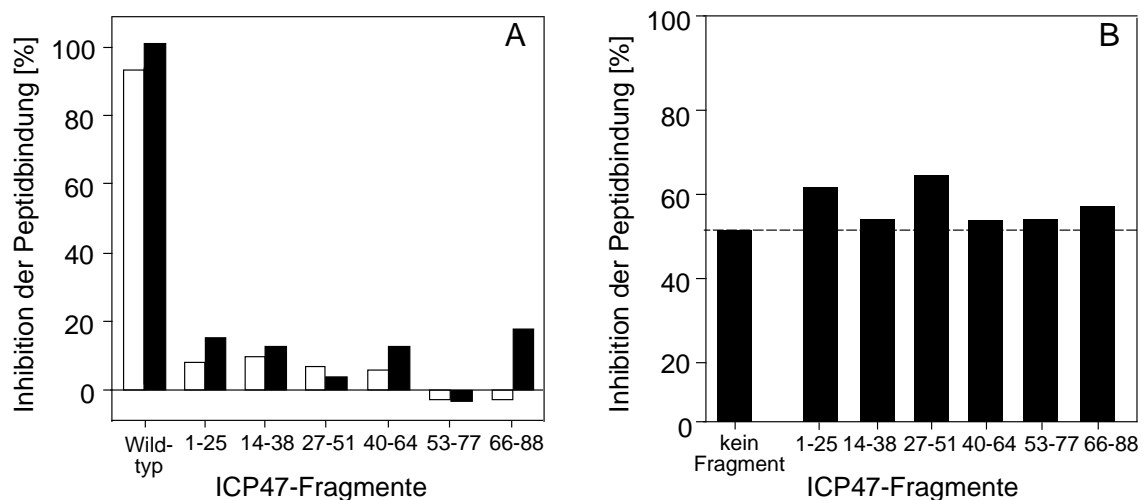 A
Inhibition der Peptidbindung [%]
100
80
60
40
20
0
Wild-
typ
1-25 14-38 27-51 40-64 53-77 66-88
ICP47-Fragmente
B
Inhibition der Peptidbindung [%]
100
80
60
40
20
0
kein
Fragment
1-25 14-38 27-51 40-64 53-77 66-88
ICP47-Fragmente